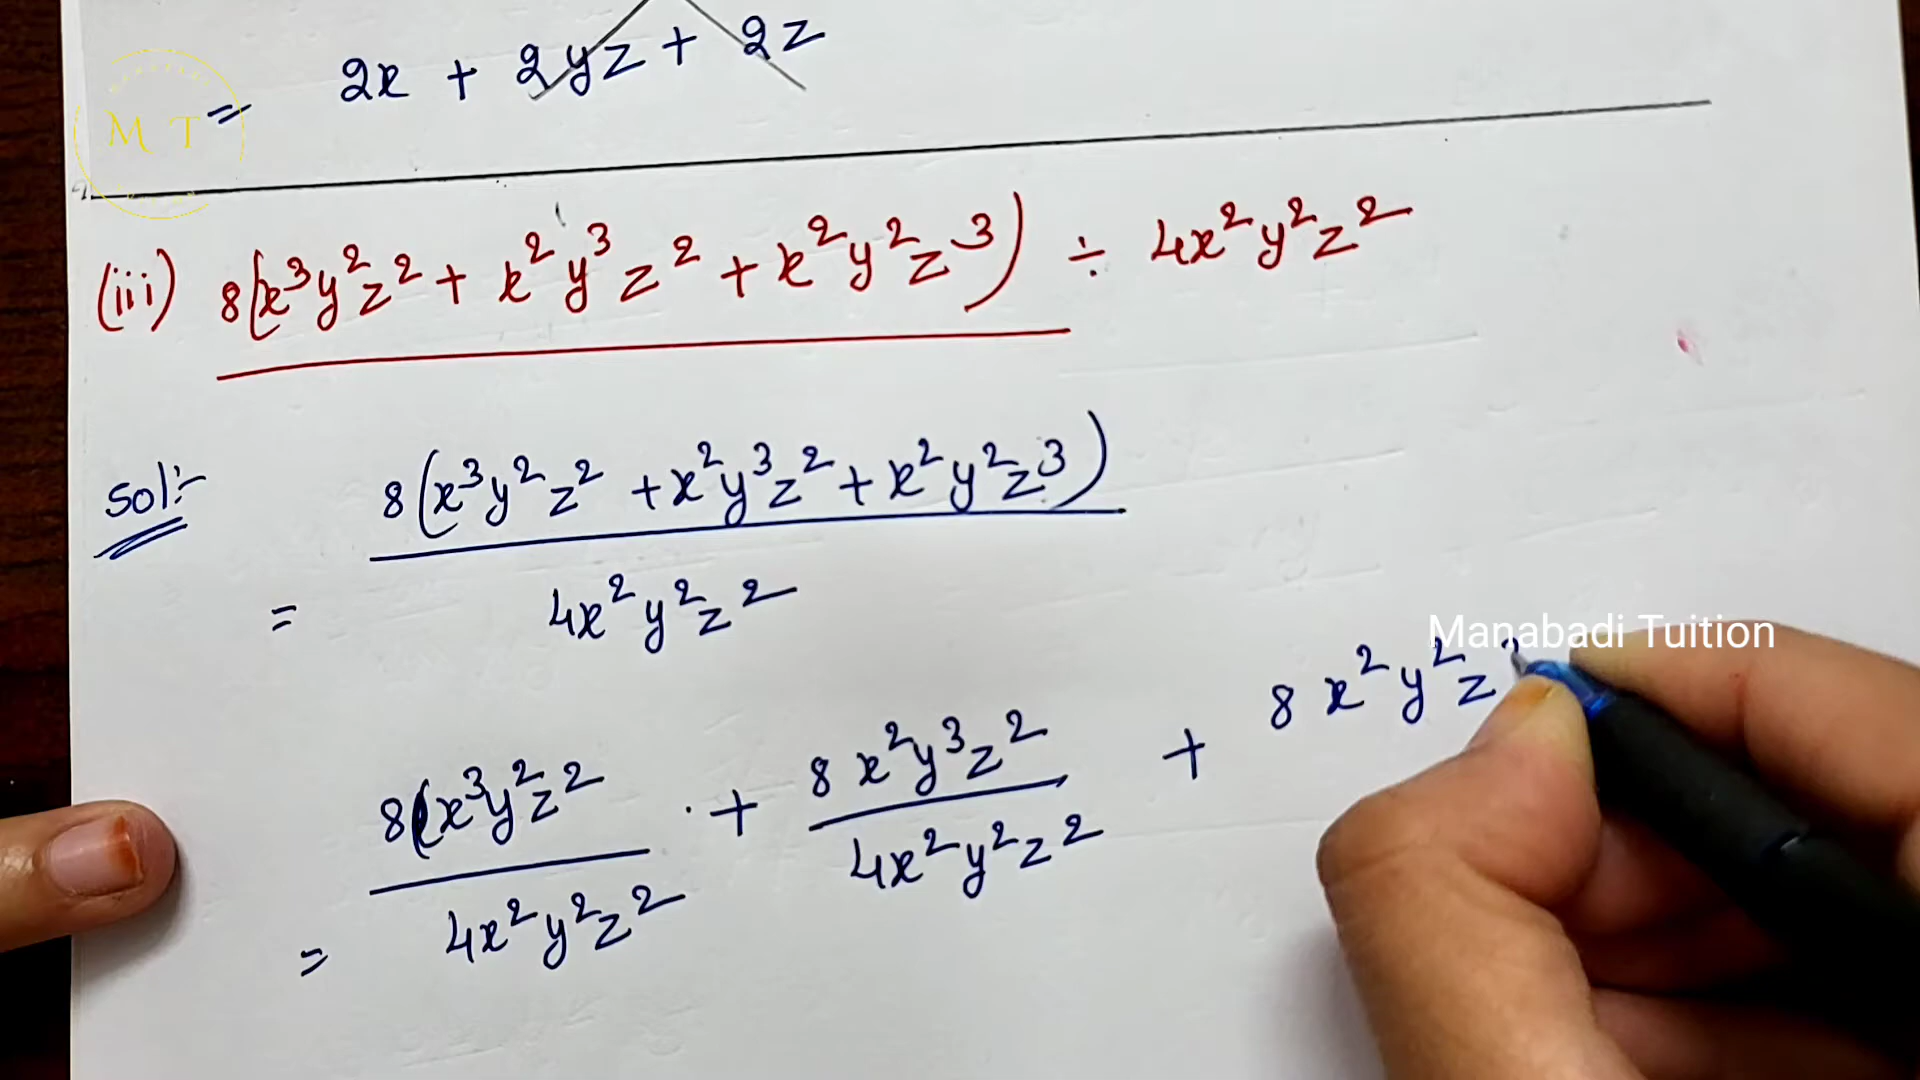 = 2x + 2yz + 2z
M T
(iii) 8(x³y²z² + x²y³z² + x²y²z³) ÷ 4x²y²z²
Sol:-
8(x³y²z² + x²y³z² + x²y²z³)
= 4x²y²z²
Manabadi Tuition
8(x³y²z² + 8x²y³z² + 8x²y²z
= 4x²y²z² 4x²y²z²